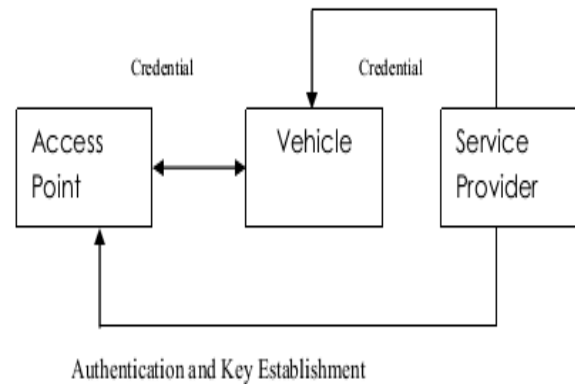 Credential
Credential
Access
Point
Vehicle
Service
Provider
Authentication and Key Establishment